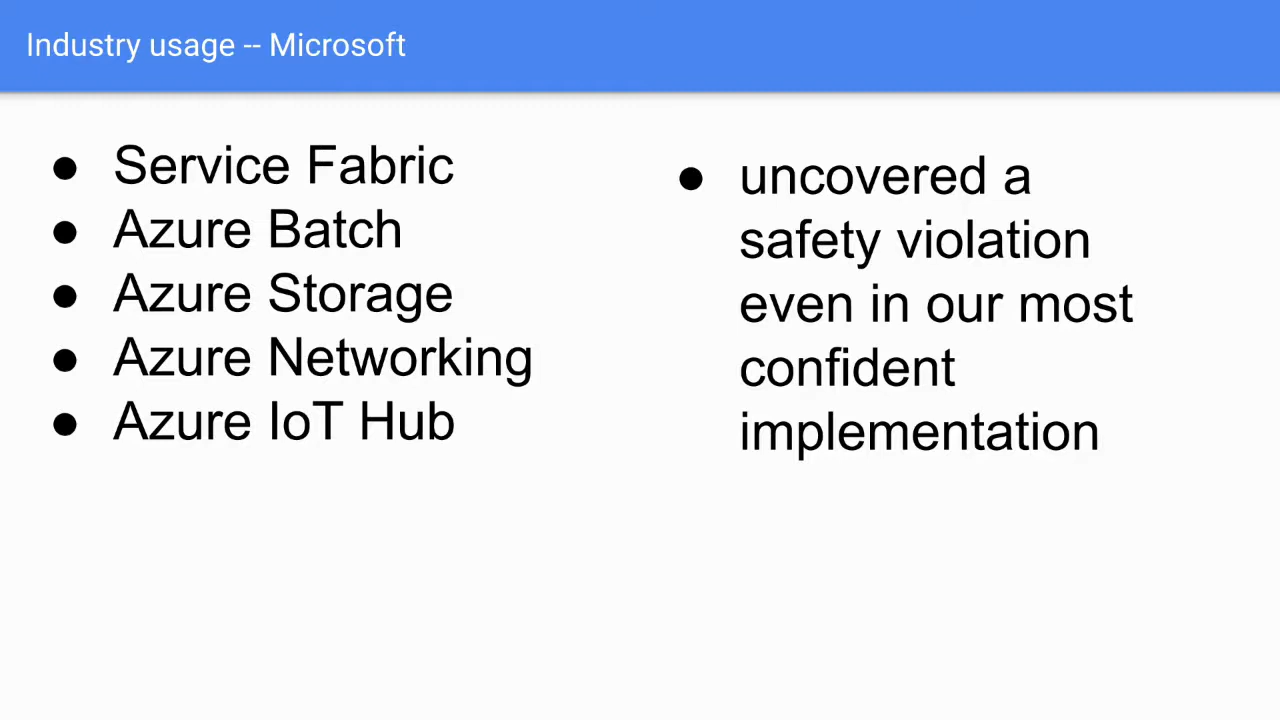 Industry usage -- Microsoft
● Service Fabric
● Azure Batch
● Azure Storage
● Azure Networking
● Azure IoT Hub
● uncovered a
safety violation
even in our most
confident
implementation